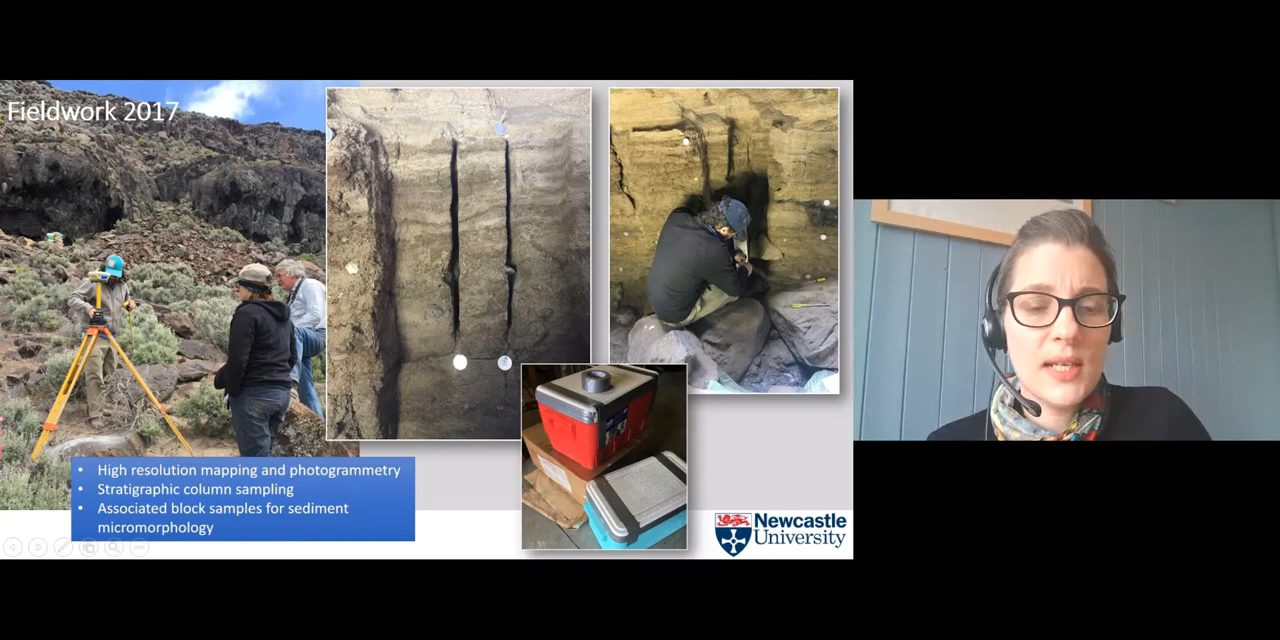 Fieldwork 2017
• High resolution mapping and photogrammetry
• Stratigraphic column sampling
• Associated block samples for sediment
micromorphology
Newcastle
University